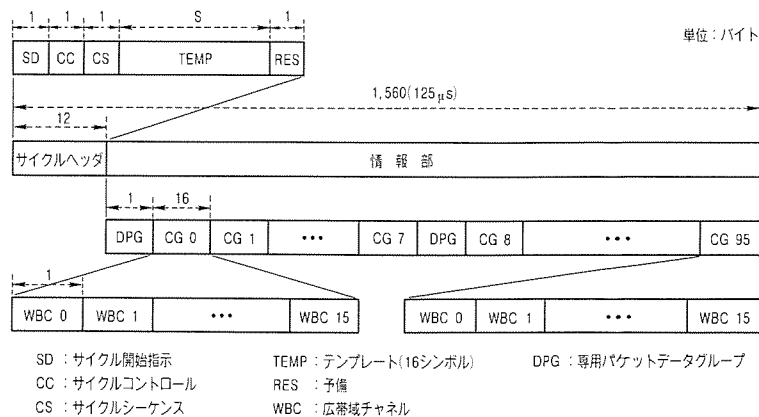 1 1 1 S 1
単位：バイト
SD CC CS TEMP RES
1,560(125μs)
12
サイクルヘッダ 情報部
1 16
DPG CG 0 CG 1 ・・・ CG 7 DPG CG 8 ・・・ CG 95
1
WBC 0 WBC 1 ・・・ WBC 15 WBC 0 WBC 1 ・・・ WBC 15
SD ：サイクル開始指示 TEMP：テンプレート(16シンボル) DPG ：専用パケットデータグループ
CC ：サイクルコントロール RES ：予備
CS ：サイクルシーケンス WBC ：広帯域チャネル